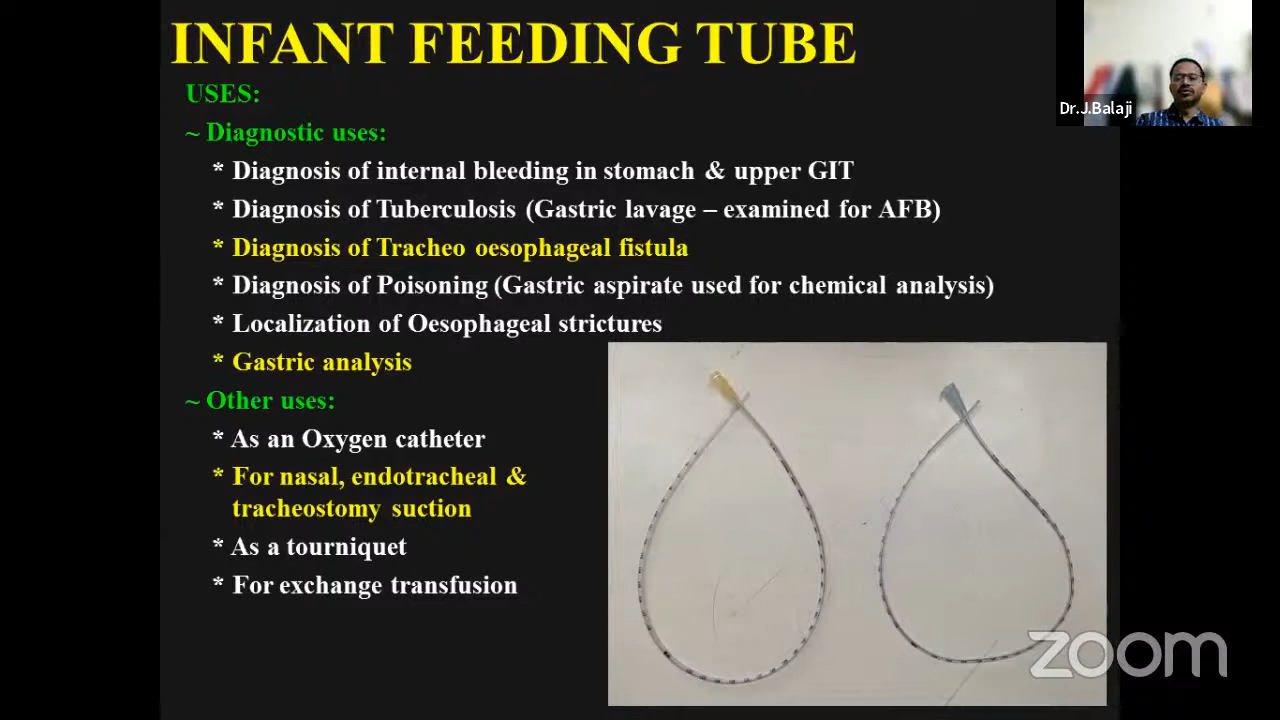 INFANT FEEDING TUBE
Dr.J.Balaji
USES:
~ Diagnostic uses:
* Diagnosis of internal bleeding in stomach & upper GIT
* Diagnosis of Tuberculosis (Gastric lavage – examined for AFB)
* Diagnosis of Tracheo oesophageal fistula
* Diagnosis of Poisoning (Gastric aspirate used for chemical analysis)
* Localization of Oesophageal strictures
* Gastric analysis
~ Other uses:
* As an Oxygen catheter
* For nasal, endotracheal &
tracheostomy suction
* As a tourniquet
* For exchange transfusion
zoom